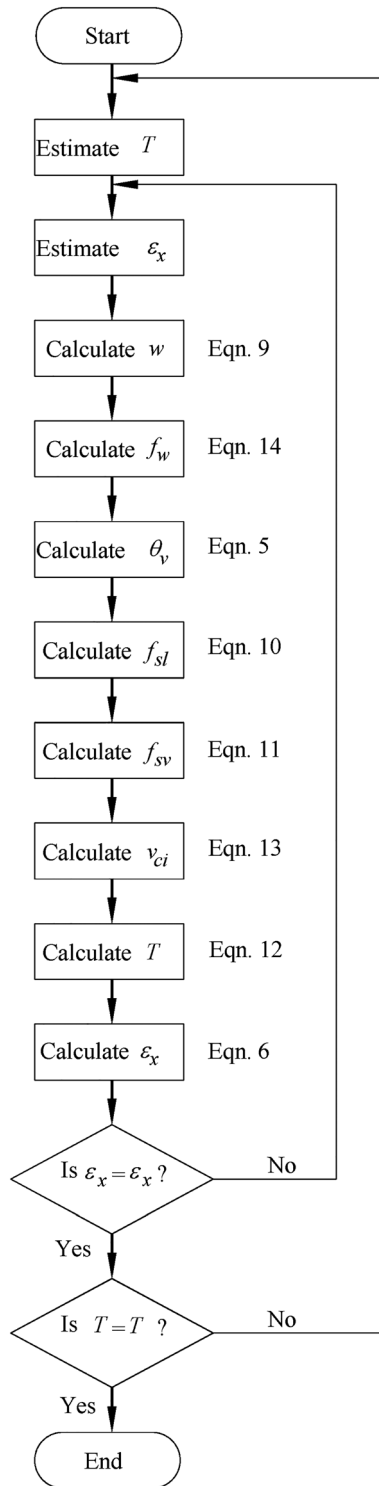 Start
Estimate T
Estimate εx
Calculate w Eqn. 9
Calculate fw Eqn. 14
Calculate θv Eqn. 5
Calculate fsl Eqn. 10
Calculate fsv Eqn. 11
Calculate vci Eqn. 13
Calculate T Eqn. 12
Calculate εx Eqn. 6
Is εx = εx ? No
Yes
Is T = T ? No
Yes
End